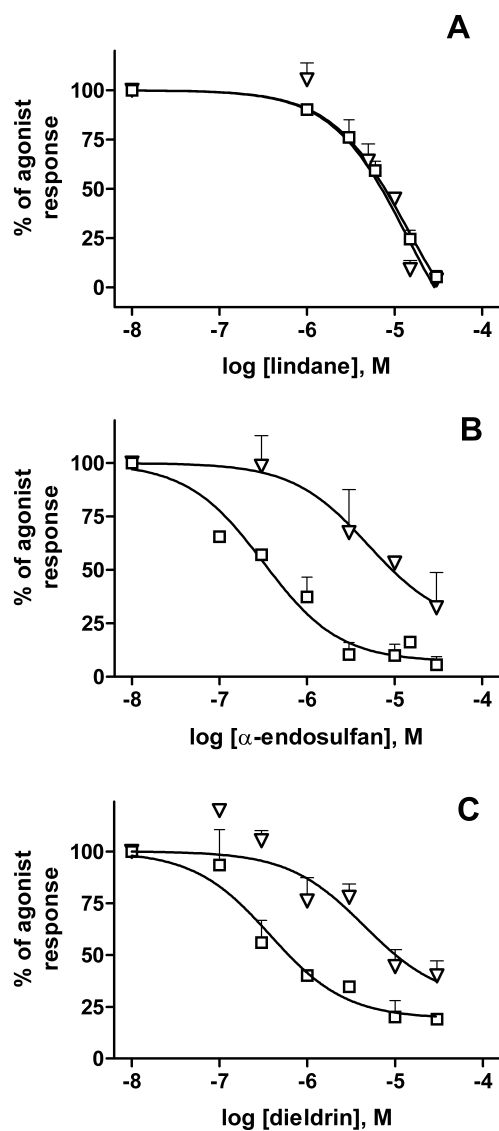 A
% of agonist
response
100
75
50
25
0
-8 -7 -6 -5 -4
log [lindane], M
B
% of agonist
response
100
75
50
25
0
-8 -7 -6 -5 -4
log [α-endosulfan], M
C
% of agonist
response
100
75
50
25
0
-8 -7 -6 -5 -4
log [dieldrin], M